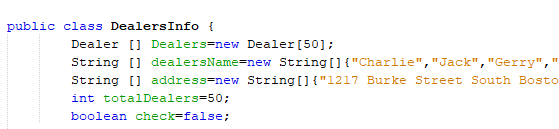 public class DealersInfo {
Dealer [] Dealers=new Dealer[50];
String [] dealersName=new String[]{"Charlie","Jack","Gerry","
String [] address=new String[]{"1217 Burke Street South Bosto
int totalDealers=50;
boolean check=false;